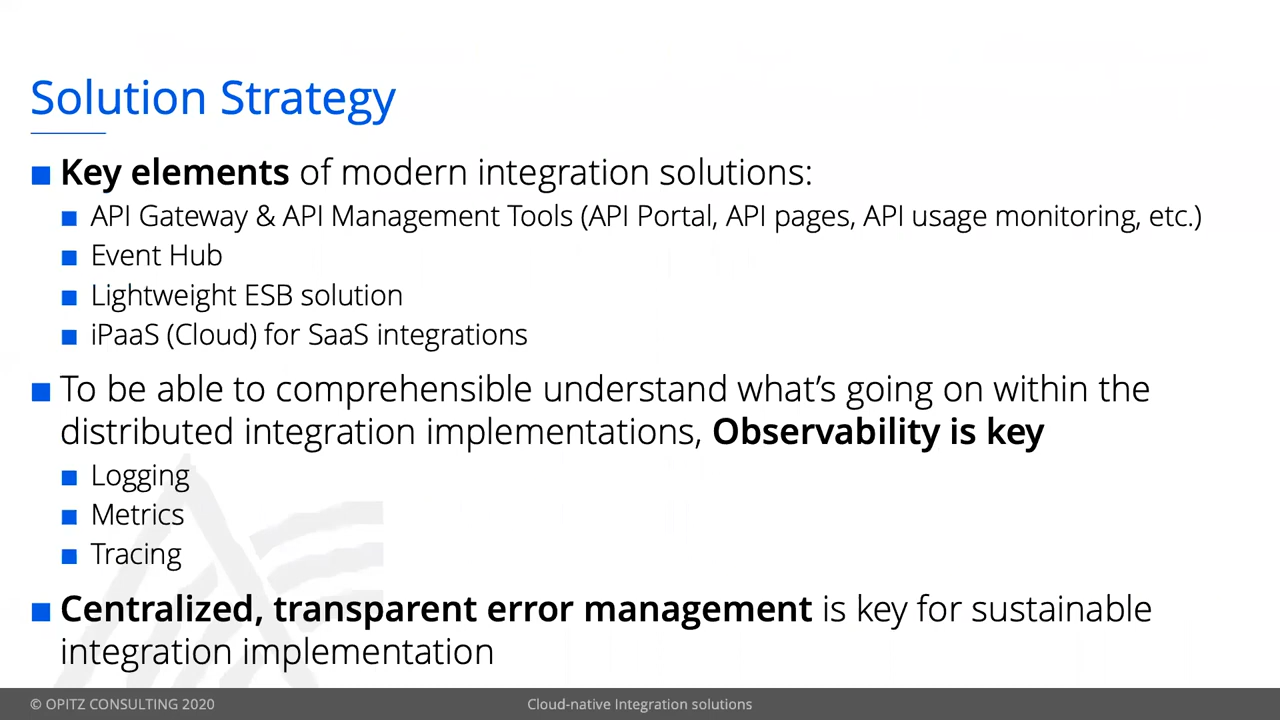 Solution Strategy
Key elements of modern integration solutions:
API Gateway & API Management Tools (API Portal, API pages, API usage monitoring, etc.)
Event Hub
Lightweight ESB solution
iPaaS (Cloud) for SaaS integrations
To be able to comprehensible understand what's going on within the
distributed integration implementations, Observability is key
Logging
Metrics
Tracing
Centralized, transparent error management is key for sustainable
integration implementation
© OPITZ CONSULTING 2020
Cloud-native Integration solutions